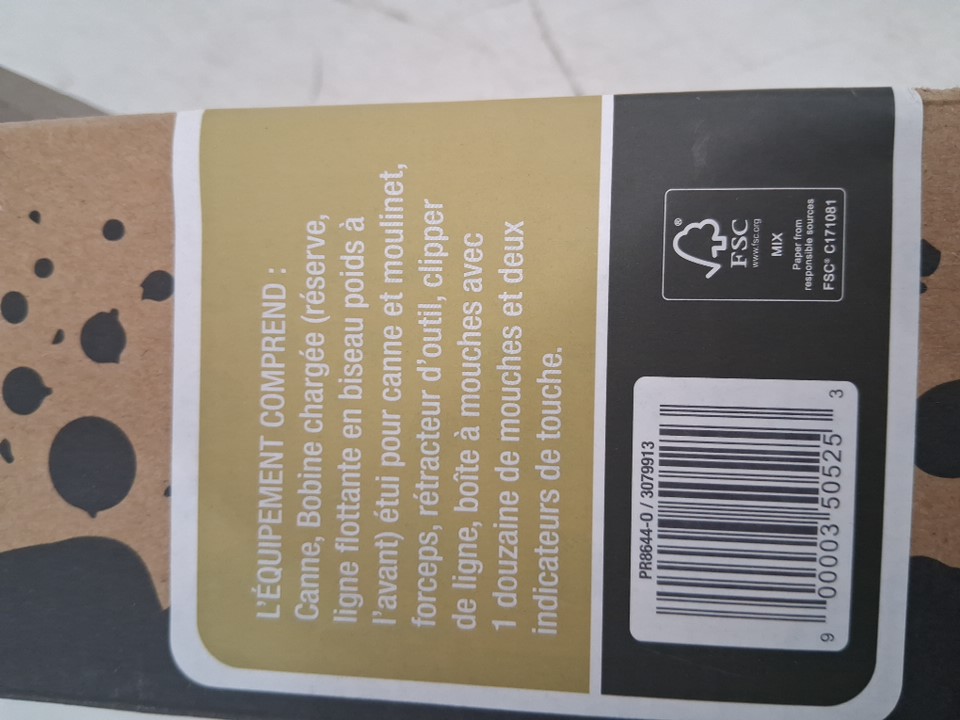 L'ÉQUIPEMENT COMPREND :
Canne, Bobine chargée (réserve,
ligne flottante en biseau poids à
l'avant) étui pour canne et moulinet,
forceps, rétracteur d'outil, clipper
de ligne, boîte à mouches avec
1 douzaine de mouches et deux
indicateurs de touche.
PR8644-0 / 3079913
9 00003 50525 3
®
FSC
www.fsc.org
MIX
Paper from
responsible sources
FSC® C171081